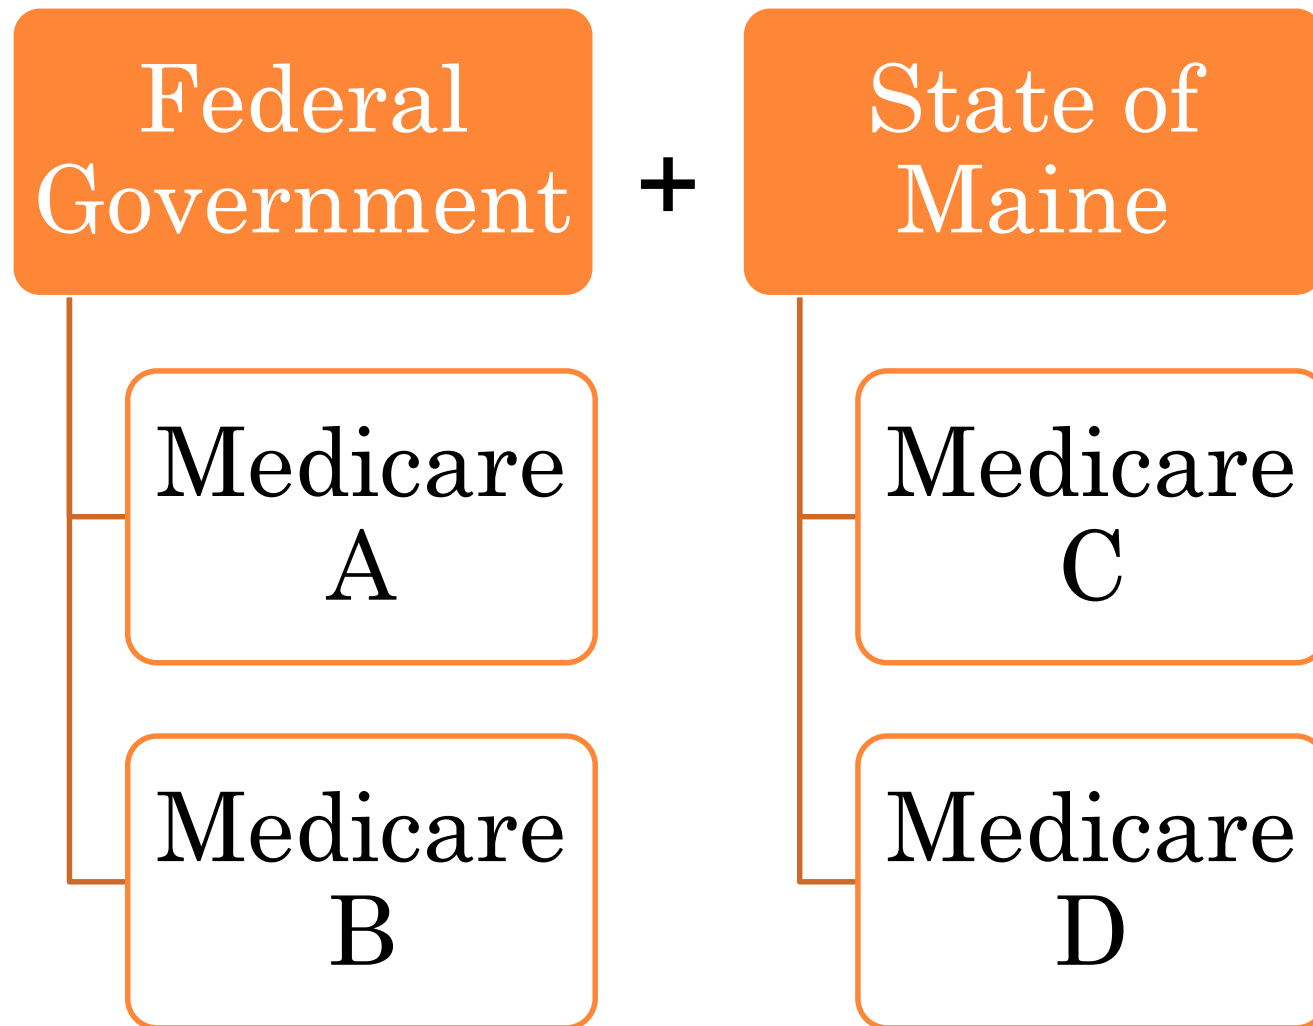 Federal
Government
+
State of
Maine
Medicare
A
Medicare
B
Medicare
C
Medicare
D